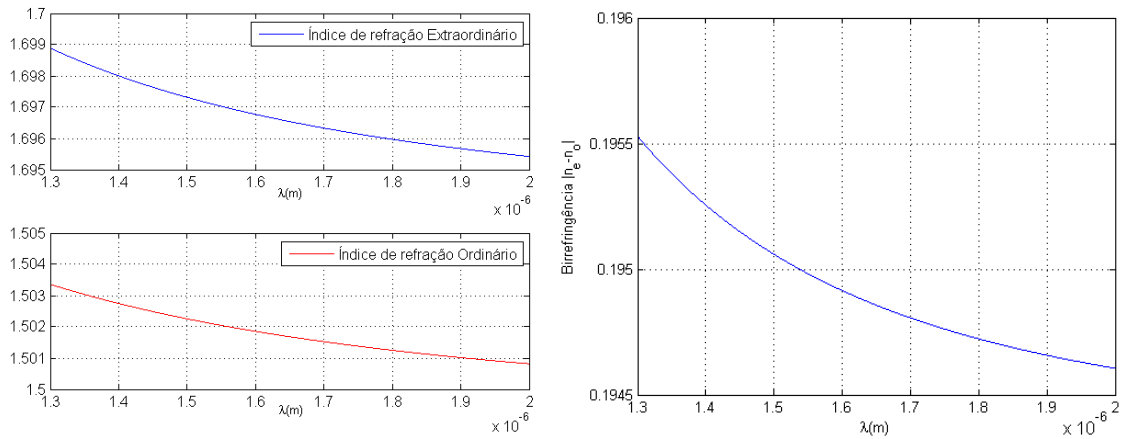 1.7
1.699
1.698
1.697
1.696
1.695
Índice de refração Extraordinário
1.3 1.4 1.5 1.6 1.7 1.8 1.9 2
λ(m)
x 10-6
1.505
1.504
1.503
1.502
1.501
1.5
Índice de refração Ordinário
1.3 1.4 1.5 1.6 1.7 1.8 1.9 2
λ(m)
x 10-6
0.196
0.1955
0.195
0.1945
Birrefringência |ne-no|
1.3 1.4 1.5 1.6 1.7 1.8 1.9 2
λ(m)
x 10-6